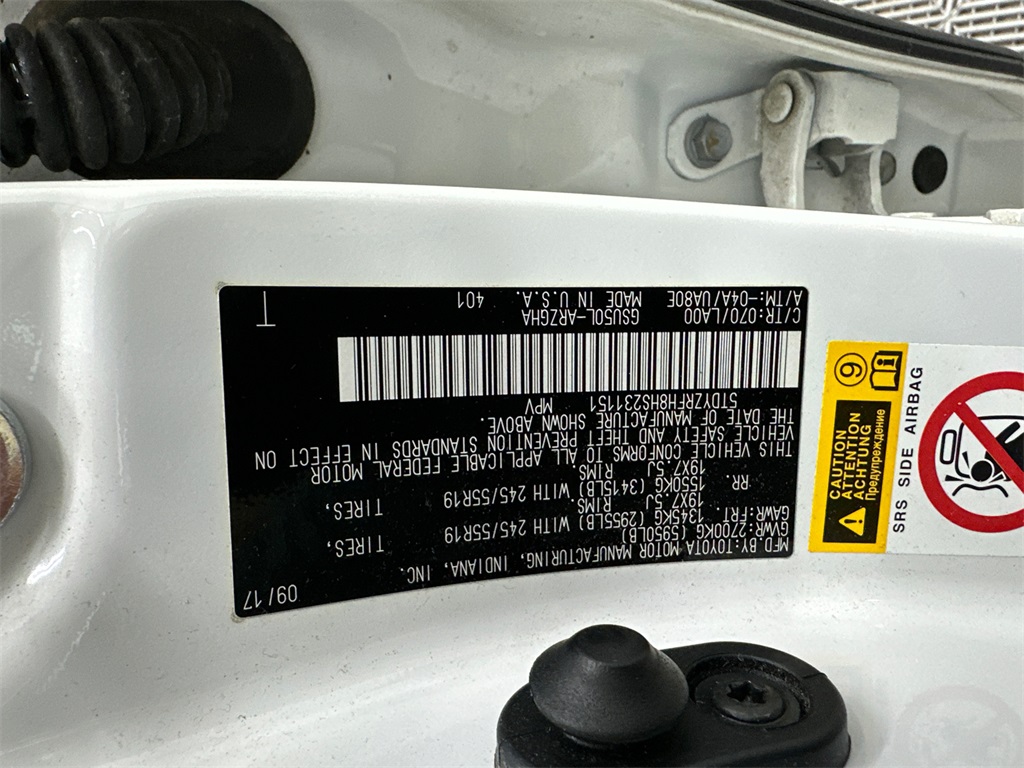 MFD.BY:TOYOTA MOTOR MANUFACTURING, INDIANA, INC. 09/17
GVWR:2700KG (5950LB)
GAWR:FRT. 1345KG (2955LB) WITH 245/55R19 TIRES,
19X7.5J RIMS
RR. 1550KG (3415LB) WITH 245/55R19 TIRES,
19X7.5J RIMS
THIS VEHICLE CONFORMS TO ALL APPLICABLE FEDERAL MOTOR
VEHICLE SAFETY AND THEFT PREVENTION STANDARDS IN EFFECT ON
THE DATE OF MANUFACTURE SHOWN ABOVE.
5TDYZRFH8HS231151 MPV
C/TR:070/LA00 GSU50L-ARZGHA
A/TM:-04A/UA80E MADE IN U.S.A. 401
T
CAUTION
ATTENTION
ACHTUNG
Предупреждение
6
SRS SIDE AIRBAG